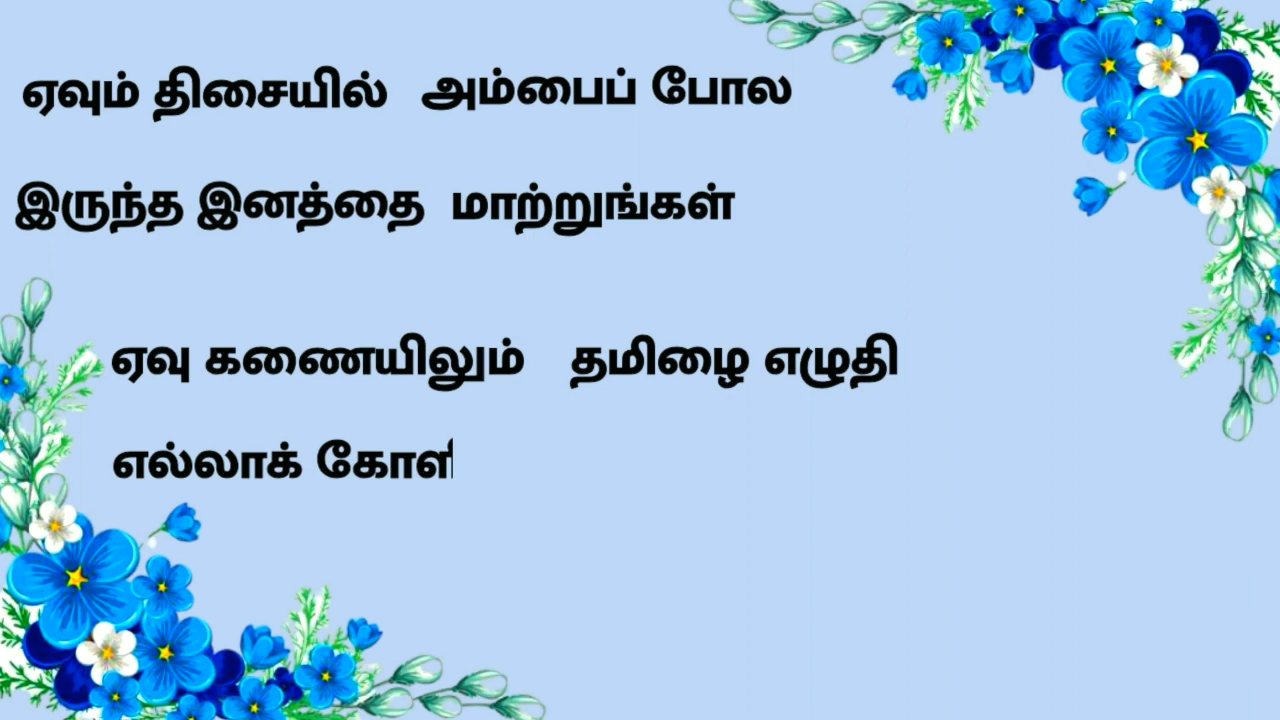 ஏவும் திசையில் அம்பைப் போல
இருந்த இனத்தை மாற்றுங்கள்
ஏவு கணையிலும் தமிழை எழுதி
எல்லாக்